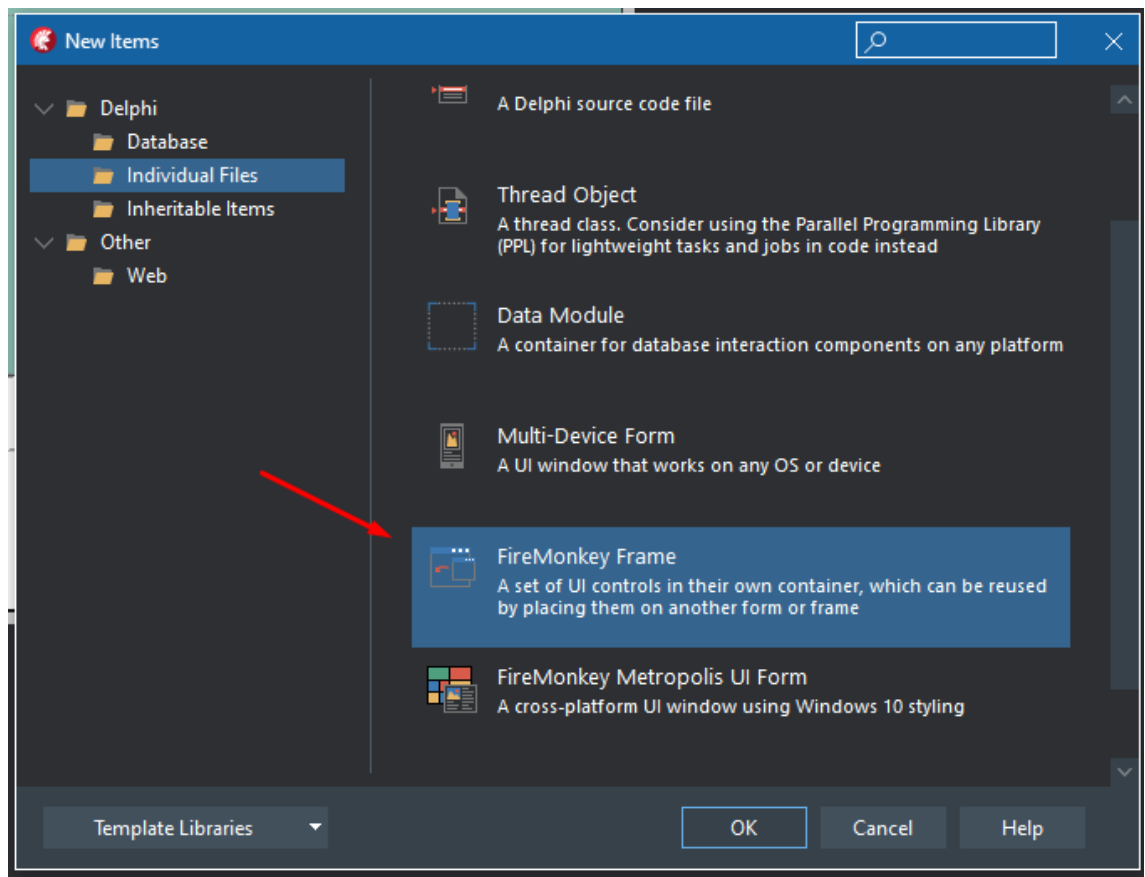 New Items
Delphi
Database
Individual Files
Inheritable Items
Other
Web
A Delphi source code file
Thread Object
A thread class. Consider using the Parallel Programming Library
(PPL) for lightweight tasks and jobs in code instead
Data Module
A container for database interaction components on any platform
Multi-Device Form
A UI window that works on any OS or device
FireMonkey Frame
A set of UI controls in their own container, which can be reused
by placing them on another form or frame
FireMonkey Metropolis UI Form
A cross-platform UI window using Windows 10 styling
Template Libraries
OK
Cancel
Help